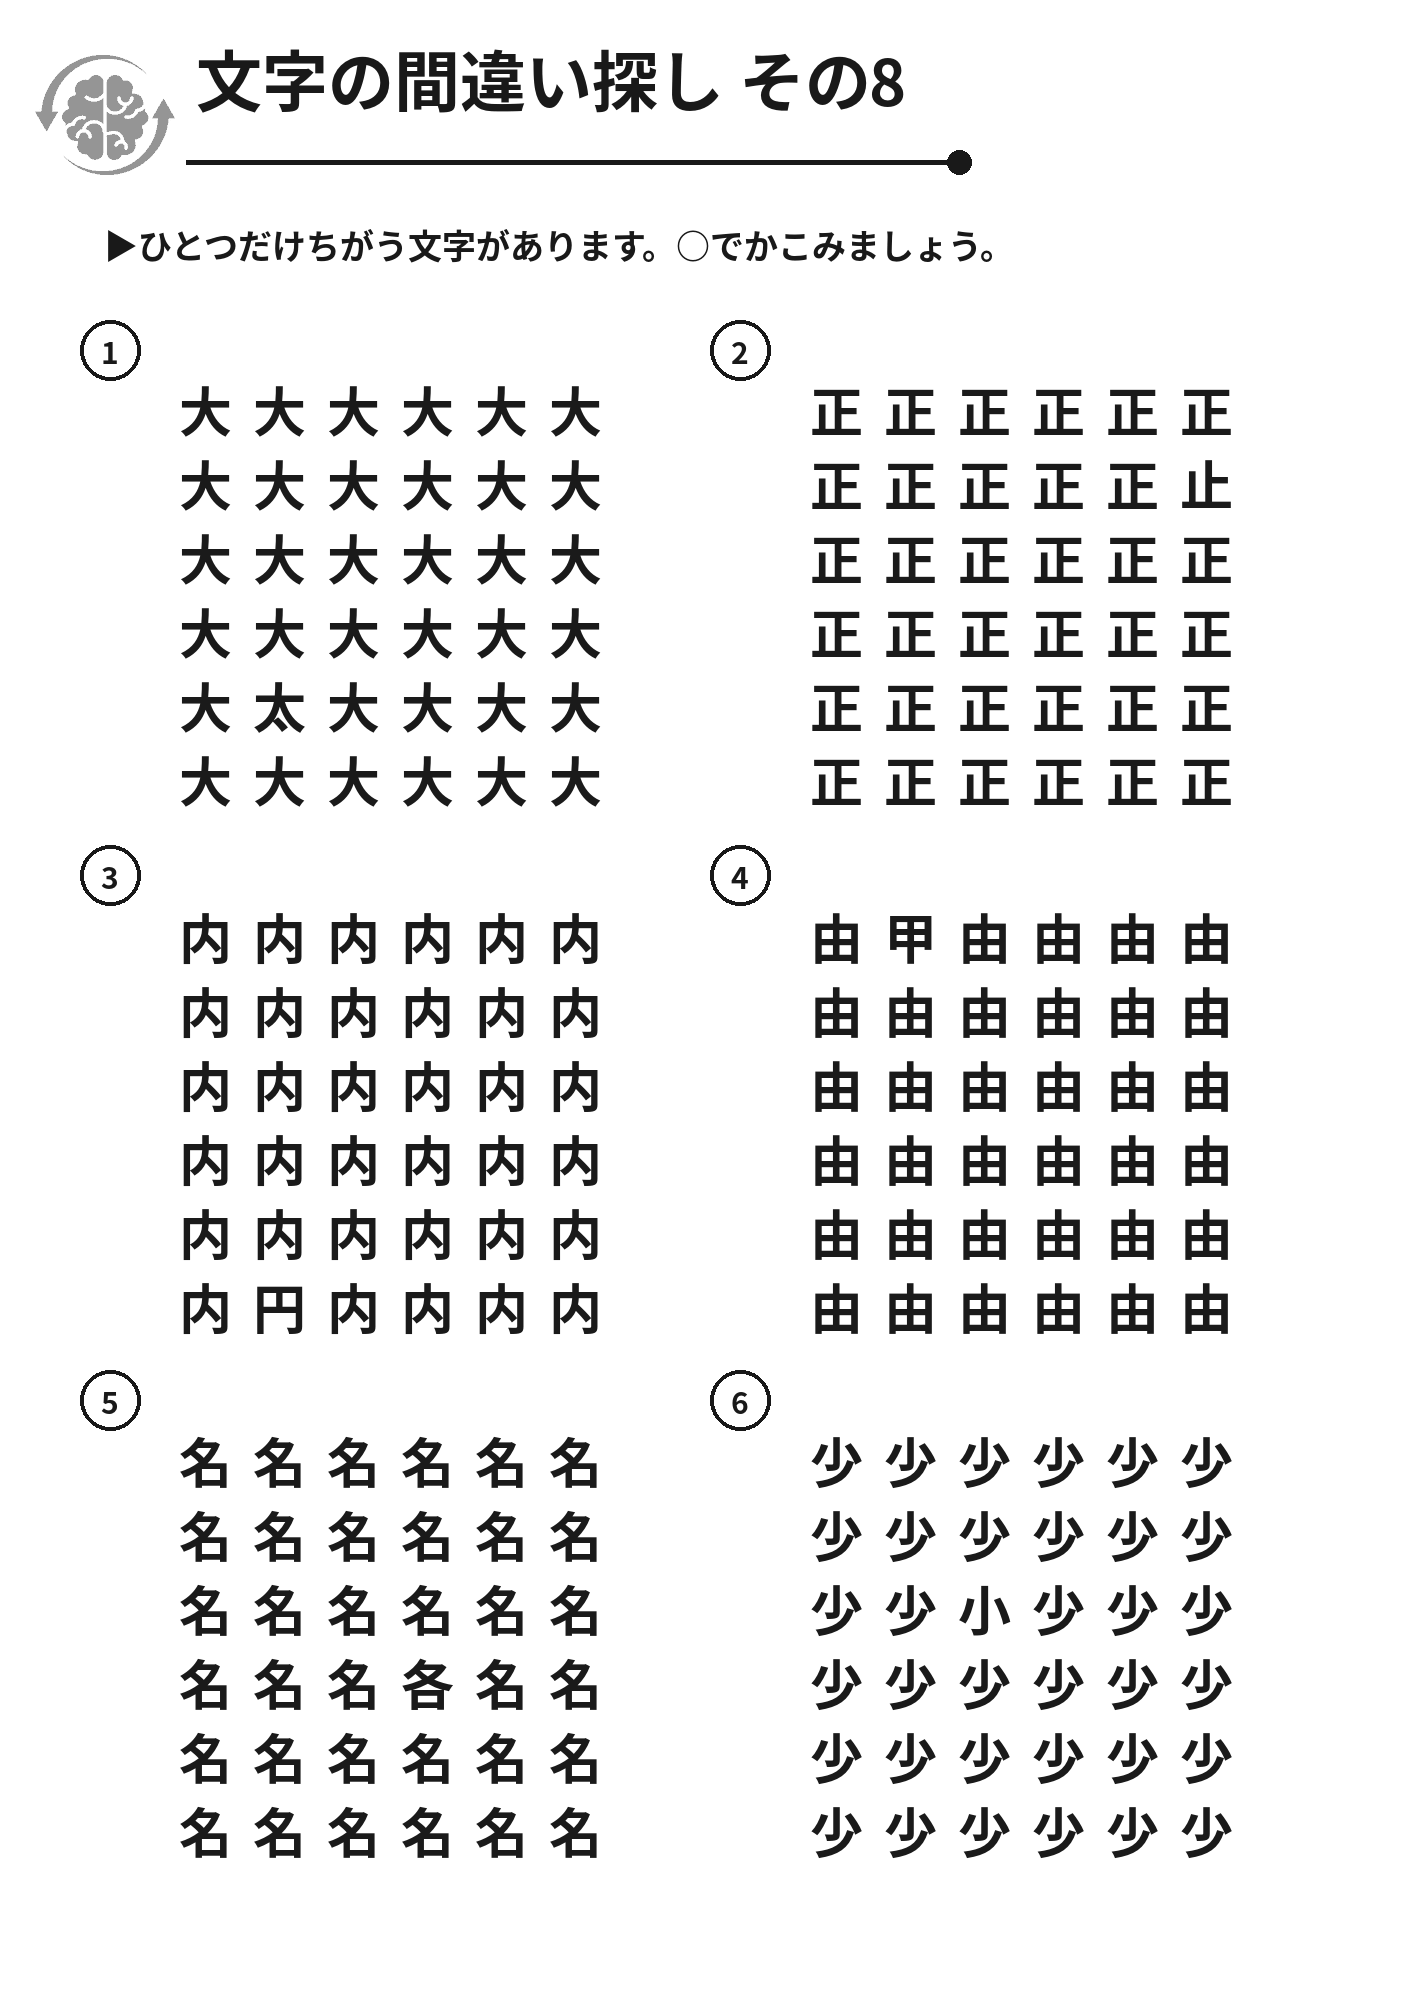 文字の間違い探し その8
▶ひとつだけちがう文字があります。○でかこみましょう。
1
大 大 大 大 大 大
大 大 大 大 大 大
大 大 大 大 大 大
大 大 大 大 大 大
大 太 大 大 大 大
大 大 大 大 大 大
2
正 正 正 正 正 正
正 正 正 正 正 止
正 正 正 正 正 正
正 正 正 正 正 正
正 正 正 正 正 正
正 正 正 正 正 正
3
内 内 内 内 内 内
内 内 内 内 内 内
内 内 内 内 内 内
内 内 内 内 内 内
内 内 内 内 内 内
内 円 内 内 内 内
4
由 甲 由 由 由 由
由 由 由 由 由 由
由 由 由 由 由 由
由 由 由 由 由 由
由 由 由 由 由 由
由 由 由 由 由 由
5
名 名 名 名 名 名
名 名 名 名 名 名
名 名 名 名 名 名
名 名 名 各 名 名
名 名 名 名 名 名
名 名 名 名 名 名
6
少 少 少 少 少 少
少 少 少 少 少 少
少 少 小 少 少 少
少 少 少 少 少 少
少 少 少 少 少 少
少 少 少 少 少 少